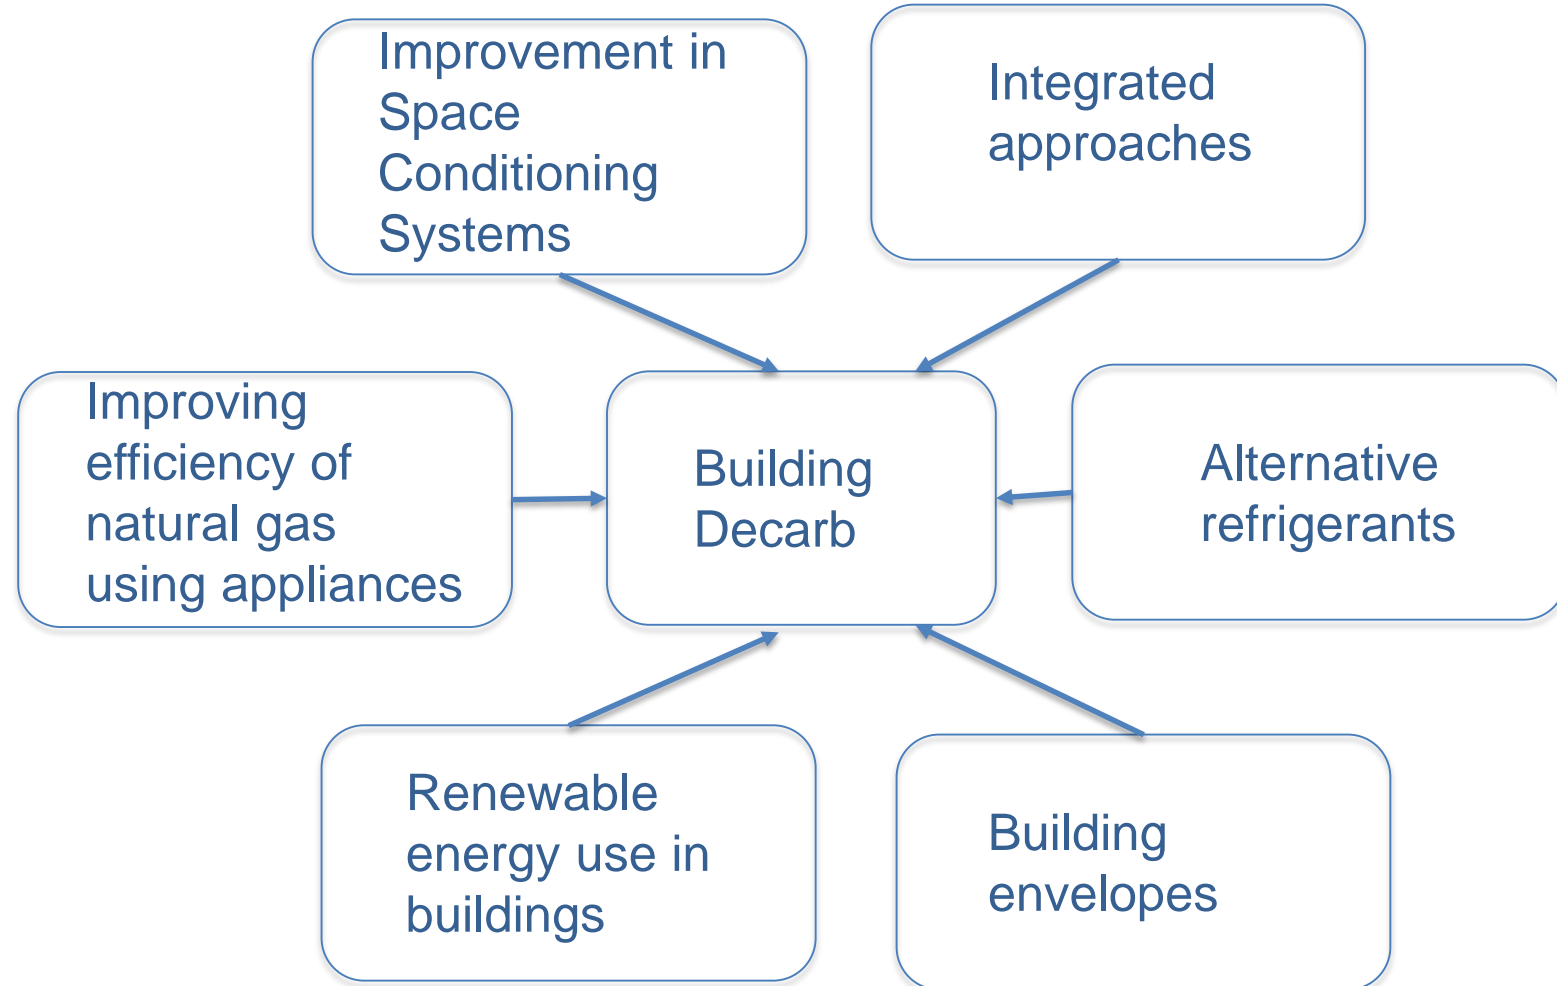 Improvement in
Space
Conditioning
Systems
Integrated
approaches
Improving
efficiency of
natural gas
using appliances
Building
Decarb
Alternative
refrigerants
Renewable
energy use in
buildings
Building
envelopes